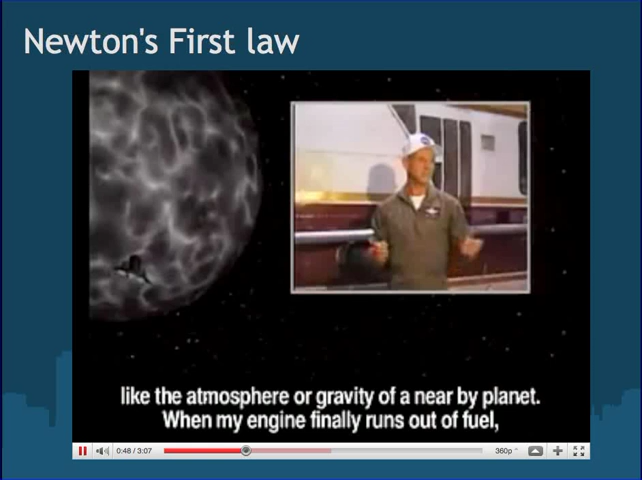 Newton's First law
like the atmosphere or gravity of a near by planet.
When my engine finally runs out of fuel,
0:48 / 3:07
360p